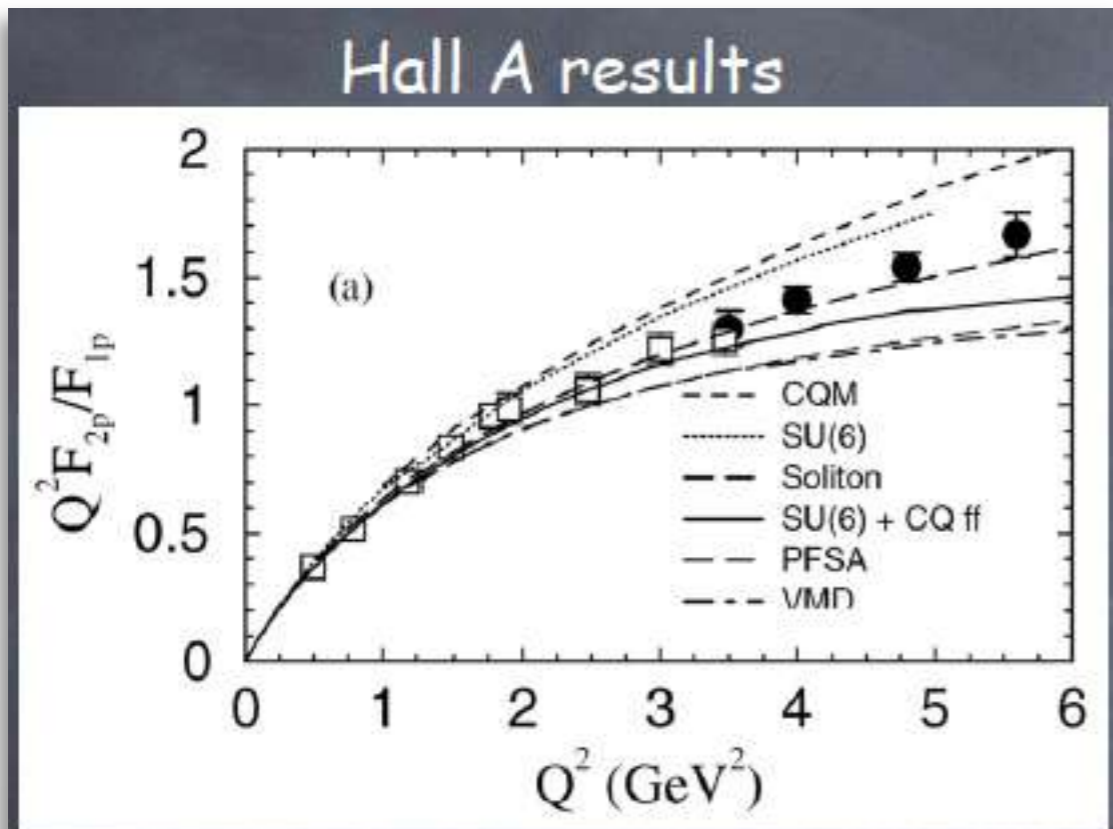 Hall A results
2
1.5
1
0.5
0
(a)
Q²F₂ₚ/F₁ₚ
CQM
SU(6)
Soliton
SU(6) + CQ ff
PFSA
VMD
0 1 2 3 4 5 6
Q² (GeV²)